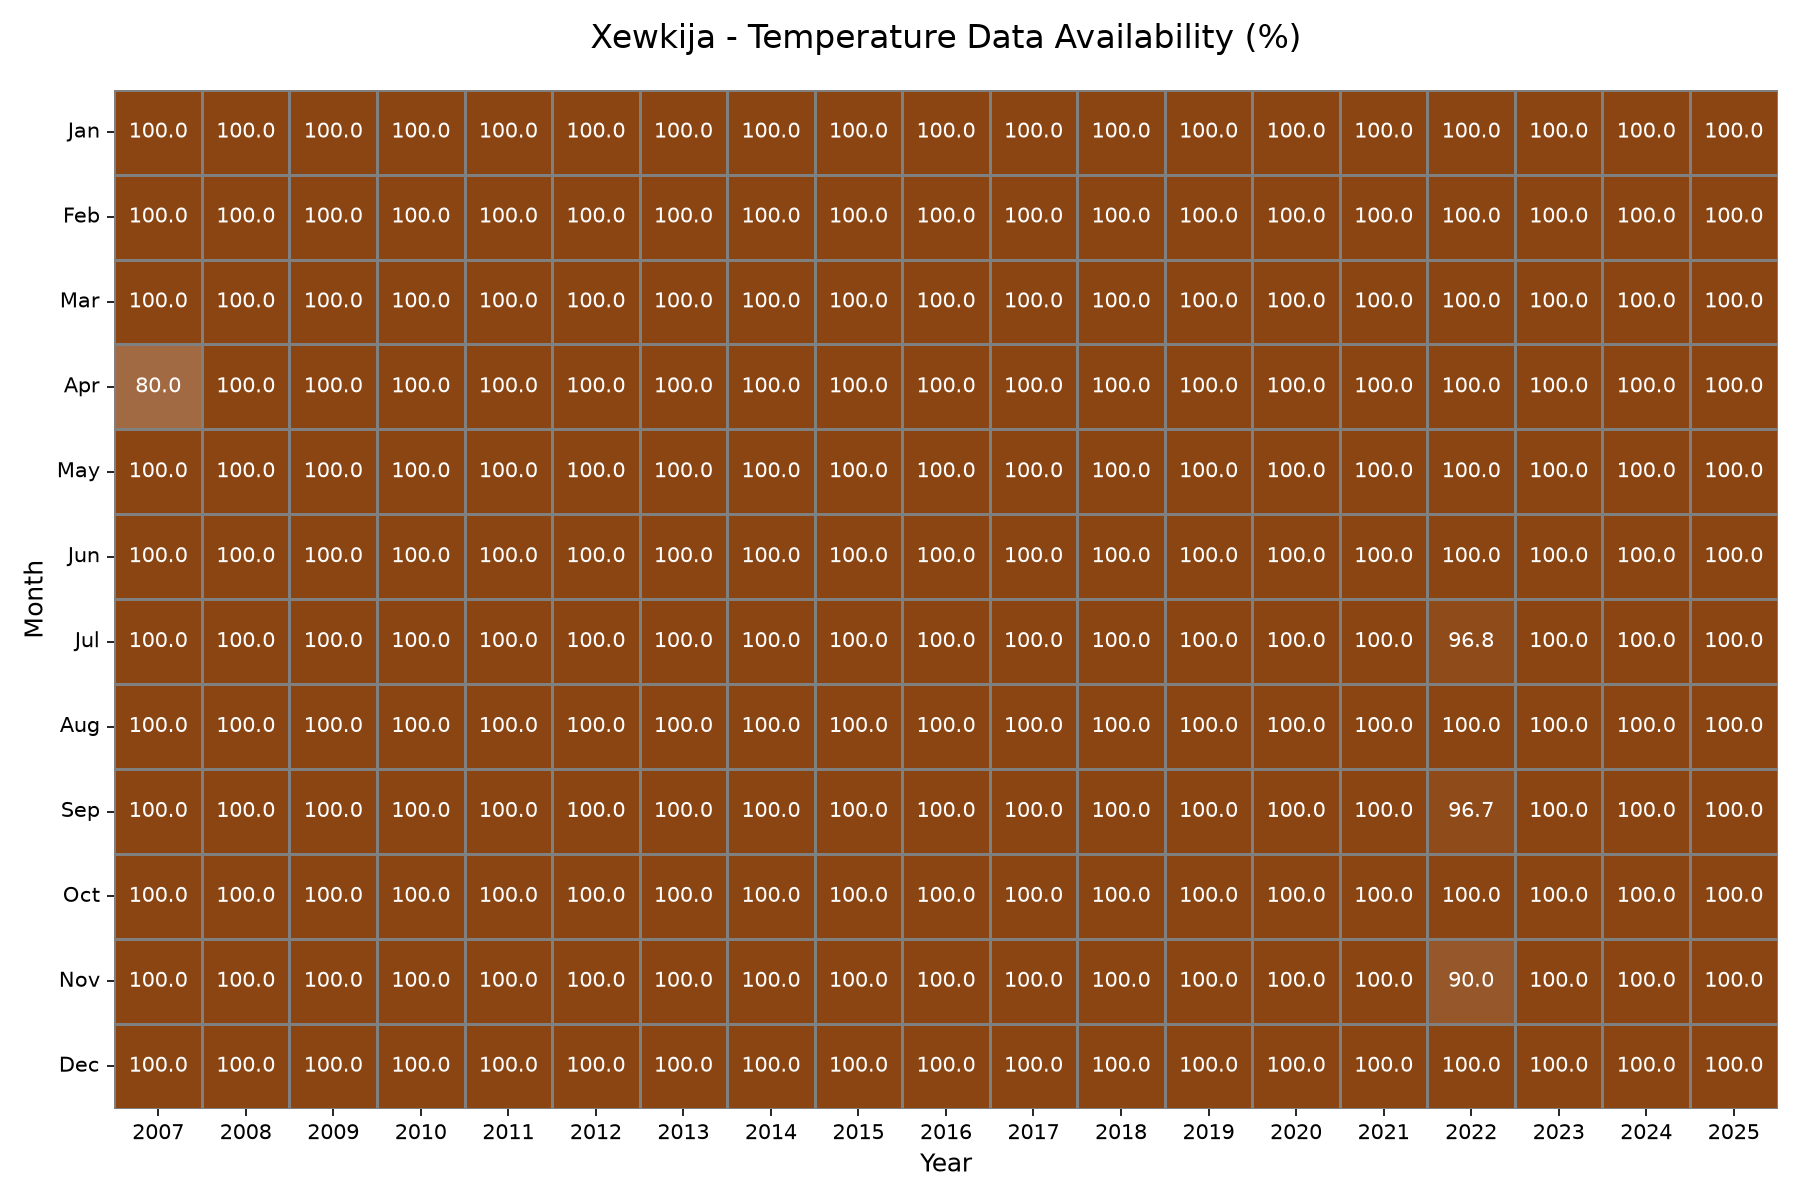 Xewkija - Temperature Data Availability (%)
Jan 100.0 100.0 100.0 100.0 100.0 100.0 100.0 100.0 100.0 100.0 100.0 100.0 100.0 100.0 100.0 100.0 100.0 100.0 100.0
Feb 100.0 100.0 100.0 100.0 100.0 100.0 100.0 100.0 100.0 100.0 100.0 100.0 100.0 100.0 100.0 100.0 100.0 100.0 100.0
Mar 100.0 100.0 100.0 100.0 100.0 100.0 100.0 100.0 100.0 100.0 100.0 100.0 100.0 100.0 100.0 100.0 100.0 100.0 100.0
Apr 80.0 100.0 100.0 100.0 100.0 100.0 100.0 100.0 100.0 100.0 100.0 100.0 100.0 100.0 100.0 100.0 100.0 100.0 100.0
May 100.0 100.0 100.0 100.0 100.0 100.0 100.0 100.0 100.0 100.0 100.0 100.0 100.0 100.0 100.0 100.0 100.0 100.0 100.0
Jun 100.0 100.0 100.0 100.0 100.0 100.0 100.0 100.0 100.0 100.0 100.0 100.0 100.0 100.0 100.0 100.0 100.0 100.0 100.0
Month
Jul 100.0 100.0 100.0 100.0 100.0 100.0 100.0 100.0 100.0 100.0 100.0 100.0 100.0 100.0 100.0 96.8 100.0 100.0 100.0
Aug 100.0 100.0 100.0 100.0 100.0 100.0 100.0 100.0 100.0 100.0 100.0 100.0 100.0 100.0 100.0 100.0 100.0 100.0 100.0
Sep 100.0 100.0 100.0 100.0 100.0 100.0 100.0 100.0 100.0 100.0 100.0 100.0 100.0 100.0 100.0 96.7 100.0 100.0 100.0
Oct 100.0 100.0 100.0 100.0 100.0 100.0 100.0 100.0 100.0 100.0 100.0 100.0 100.0 100.0 100.0 100.0 100.0 100.0 100.0
Nov 100.0 100.0 100.0 100.0 100.0 100.0 100.0 100.0 100.0 100.0 100.0 100.0 100.0 100.0 100.0 90.0 100.0 100.0 100.0
Dec 100.0 100.0 100.0 100.0 100.0 100.0 100.0 100.0 100.0 100.0 100.0 100.0 100.0 100.0 100.0 100.0 100.0 100.0 100.0
2007 2008 2009 2010 2011 2012 2013 2014 2015 2016 2017 2018 2019 2020 2021 2022 2023 2024 2025
Year